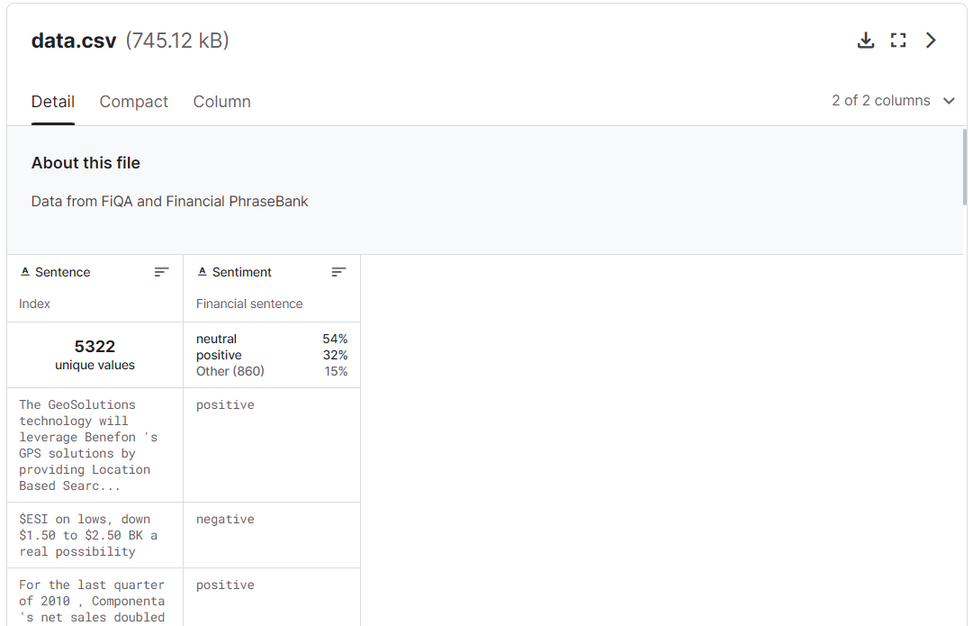 data.csv (745.12 kB)
Detail Compact Column 2 of 2 columns
About this file
Data from FiQA and Financial PhraseBank
A Sentence A Sentiment
Index Financial sentence
5322
unique values
neutral 54%
positive 32%
Other (860) 15%
The GeoSolutions
technology will
leverage Benefon 's
GPS solutions by
providing Location
Based Searc...
positive
$ESI on lows, down
$1.50 to $2.50 BK a
real possibility
negative
For the last quarter
of 2010 , Componenta
's net sales doubled
positive